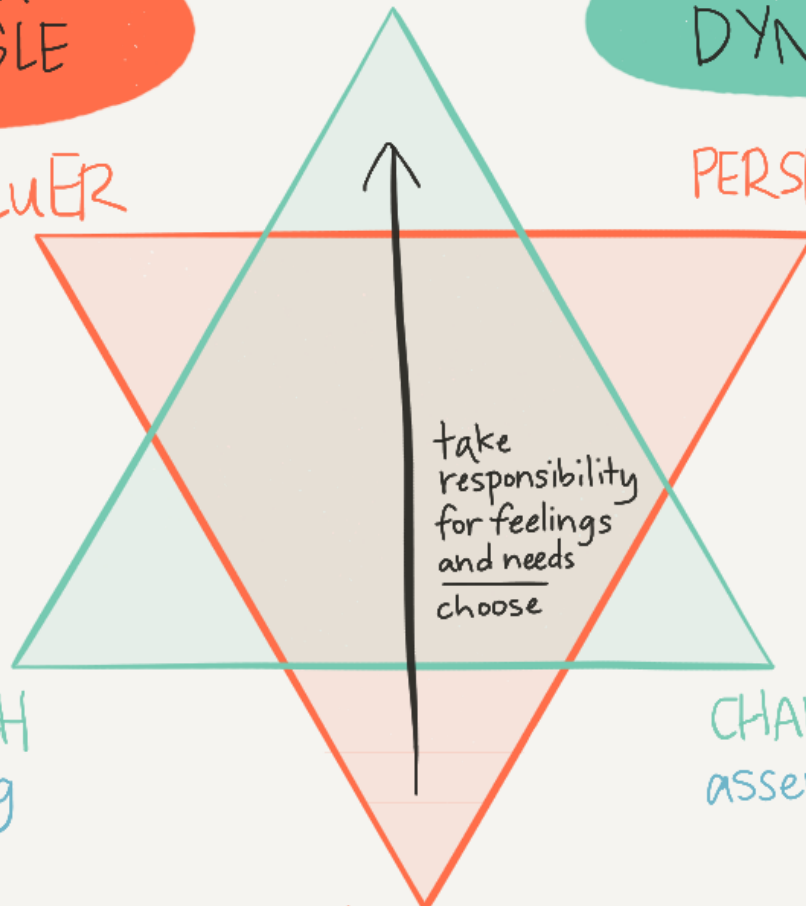 GLE
DYN
LUER
PERS
take
responsibility
for feelings
and needs
choose
H
CHA
g
asse